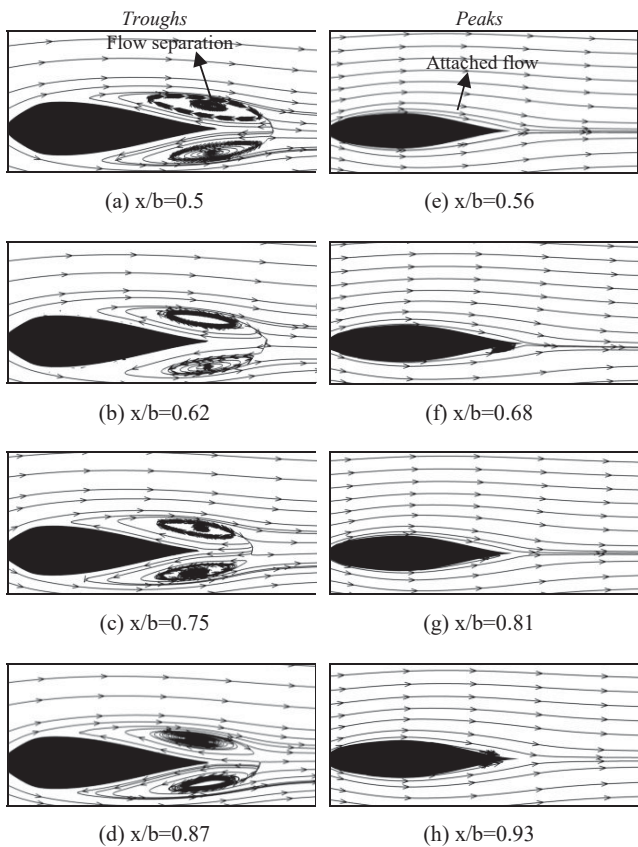 Troughs
Peaks
Flow separation
Attached flow
(a) x/b=0.5
(e) x/b=0.56
(b) x/b=0.62
(f) x/b=0.68
(c) x/b=0.75
(g) x/b=0.81
(d) x/b=0.87
(h) x/b=0.93